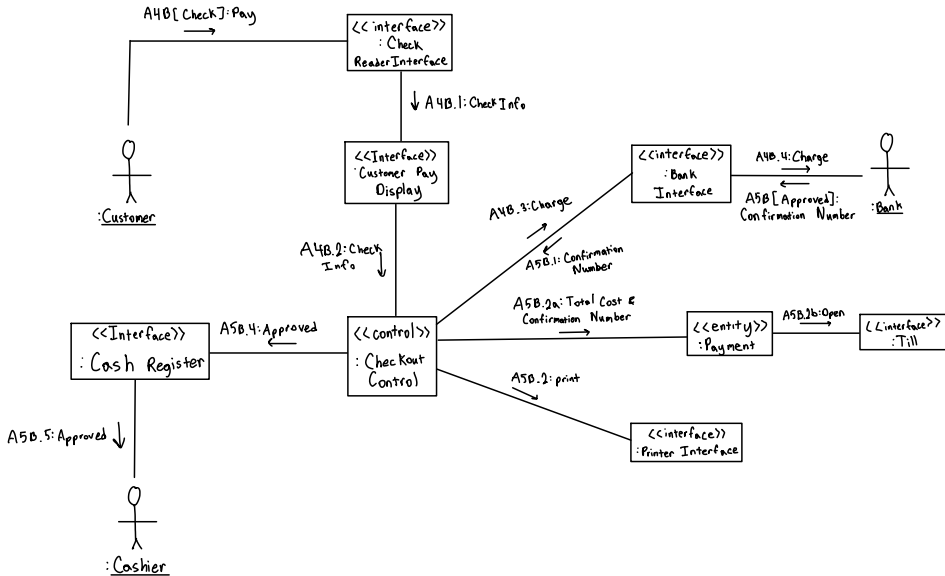 A4B[Check]:Pay
<<interface>>
: Check
ReaderInterface
A4B.1:Check Info
<<Interface>>
:Customer Pay
Display
<<interface>>
: Bank
Interface
A4B.4:Charge
A5B[Approved]:
Confirmation Number
:Customer
:Bank
A4B.3:Charge
A5B.1: Confirmation
Number
A4B.2:Check
Info
A5B.2a: Total Cost &
Confirmation Number
A5B.2b:Open
<<Interface>>
: Cash Register
A5B.4:Approved
<<control>>
: Checkout
Control
<<entity>>
:Payment
<<interface>>
:Till
A5B.2: print
A5B.5:Approved
<<interface>>
:Printer Interface
:Cashier